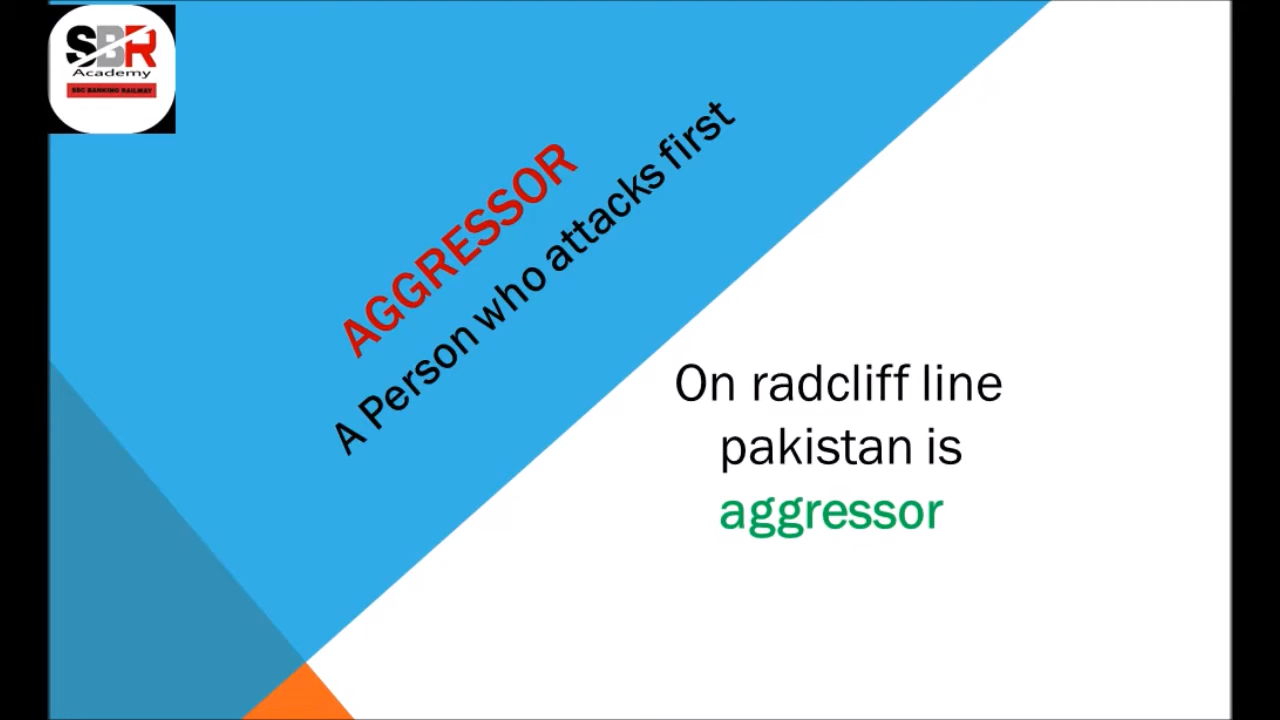 SBR
Academy
SSC BANKING RAILWAY
AGGRESSOR
A Person who attacks first
On radcliff line
pakistan is
aggressor